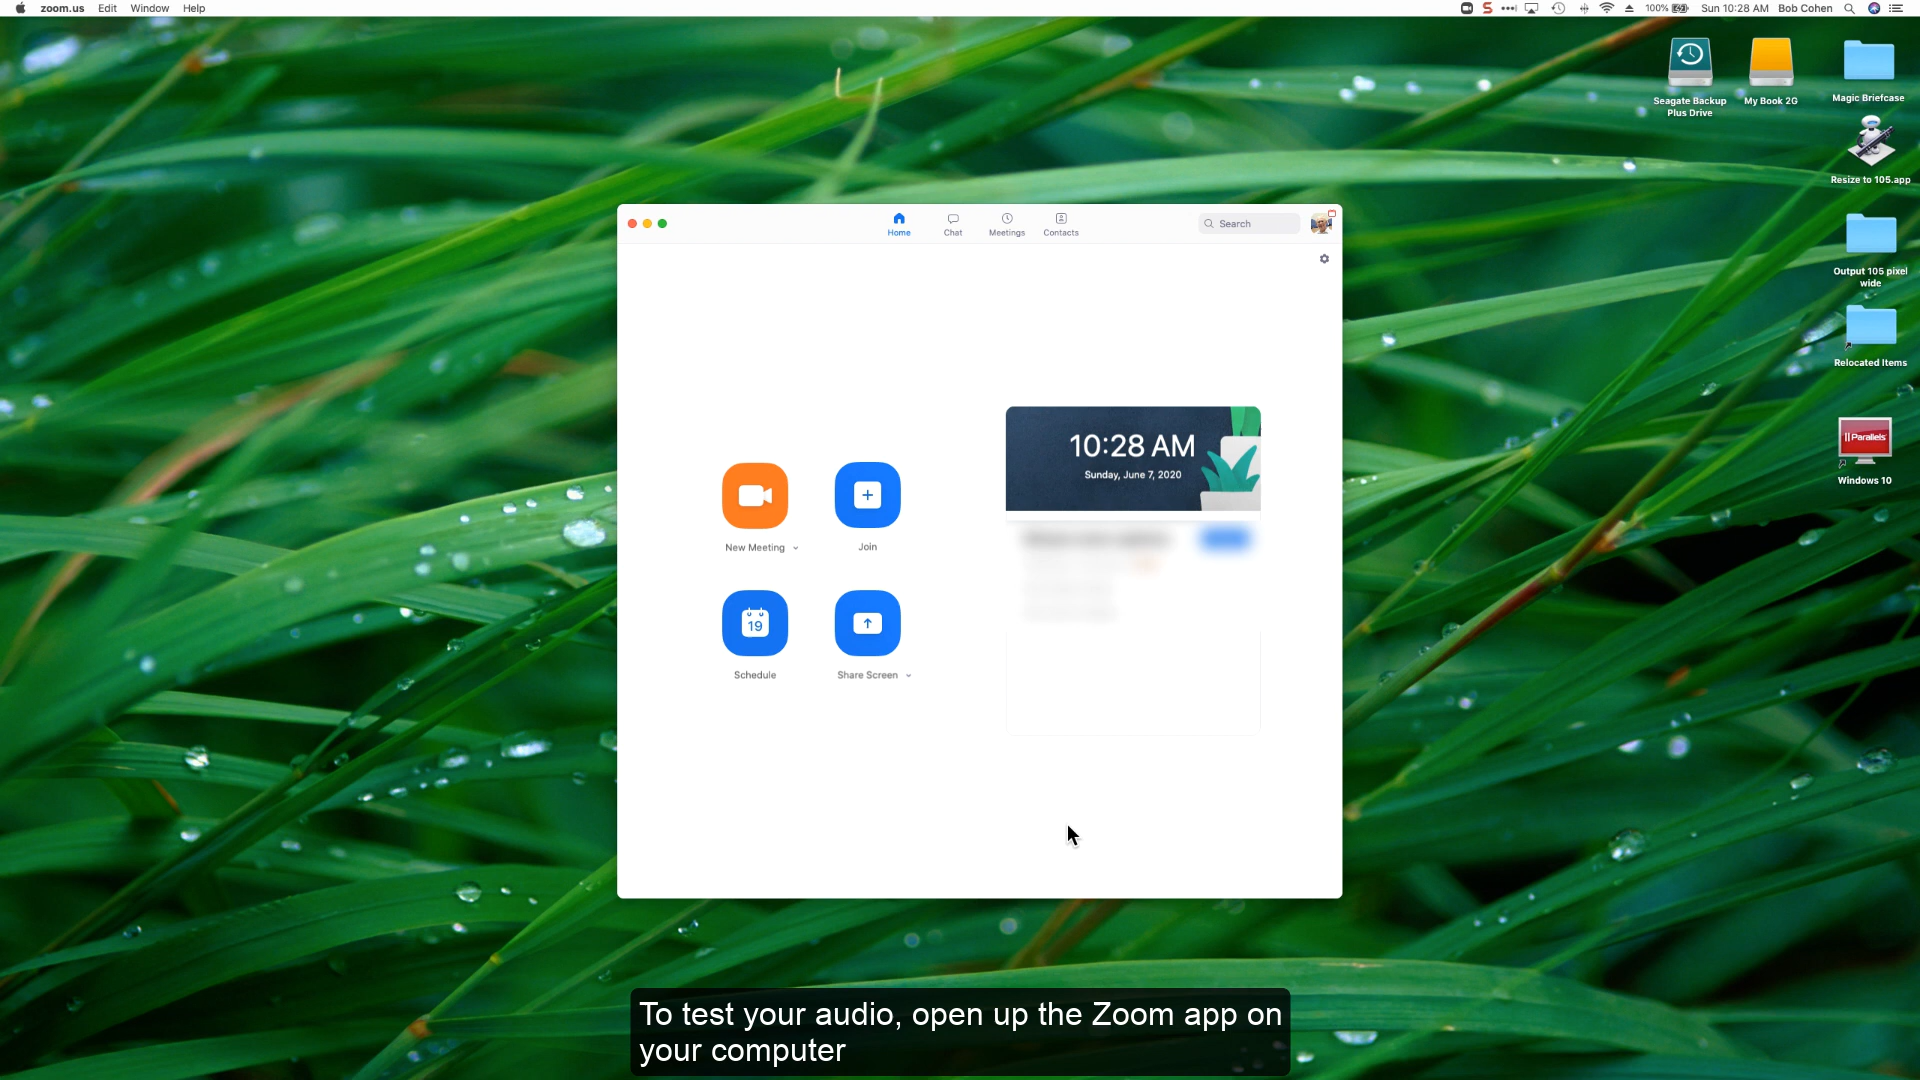 zoom.us Edit Window Help
100% Sun 10:28 AM Bob Cohen
Seagate Backup
Plus Drive
My Book 2G
Magic Briefcase
Resize to 105.app
Output 105 pixel
wide
Relocated Items
|| Parallels
Windows 10
Home
Chat
Meetings
Contacts
Search
10:28 AM
Sunday, June 7, 2020
New Meeting
Join
19
Schedule
Share Screen
To test your audio, open up the Zoom app on
your computer